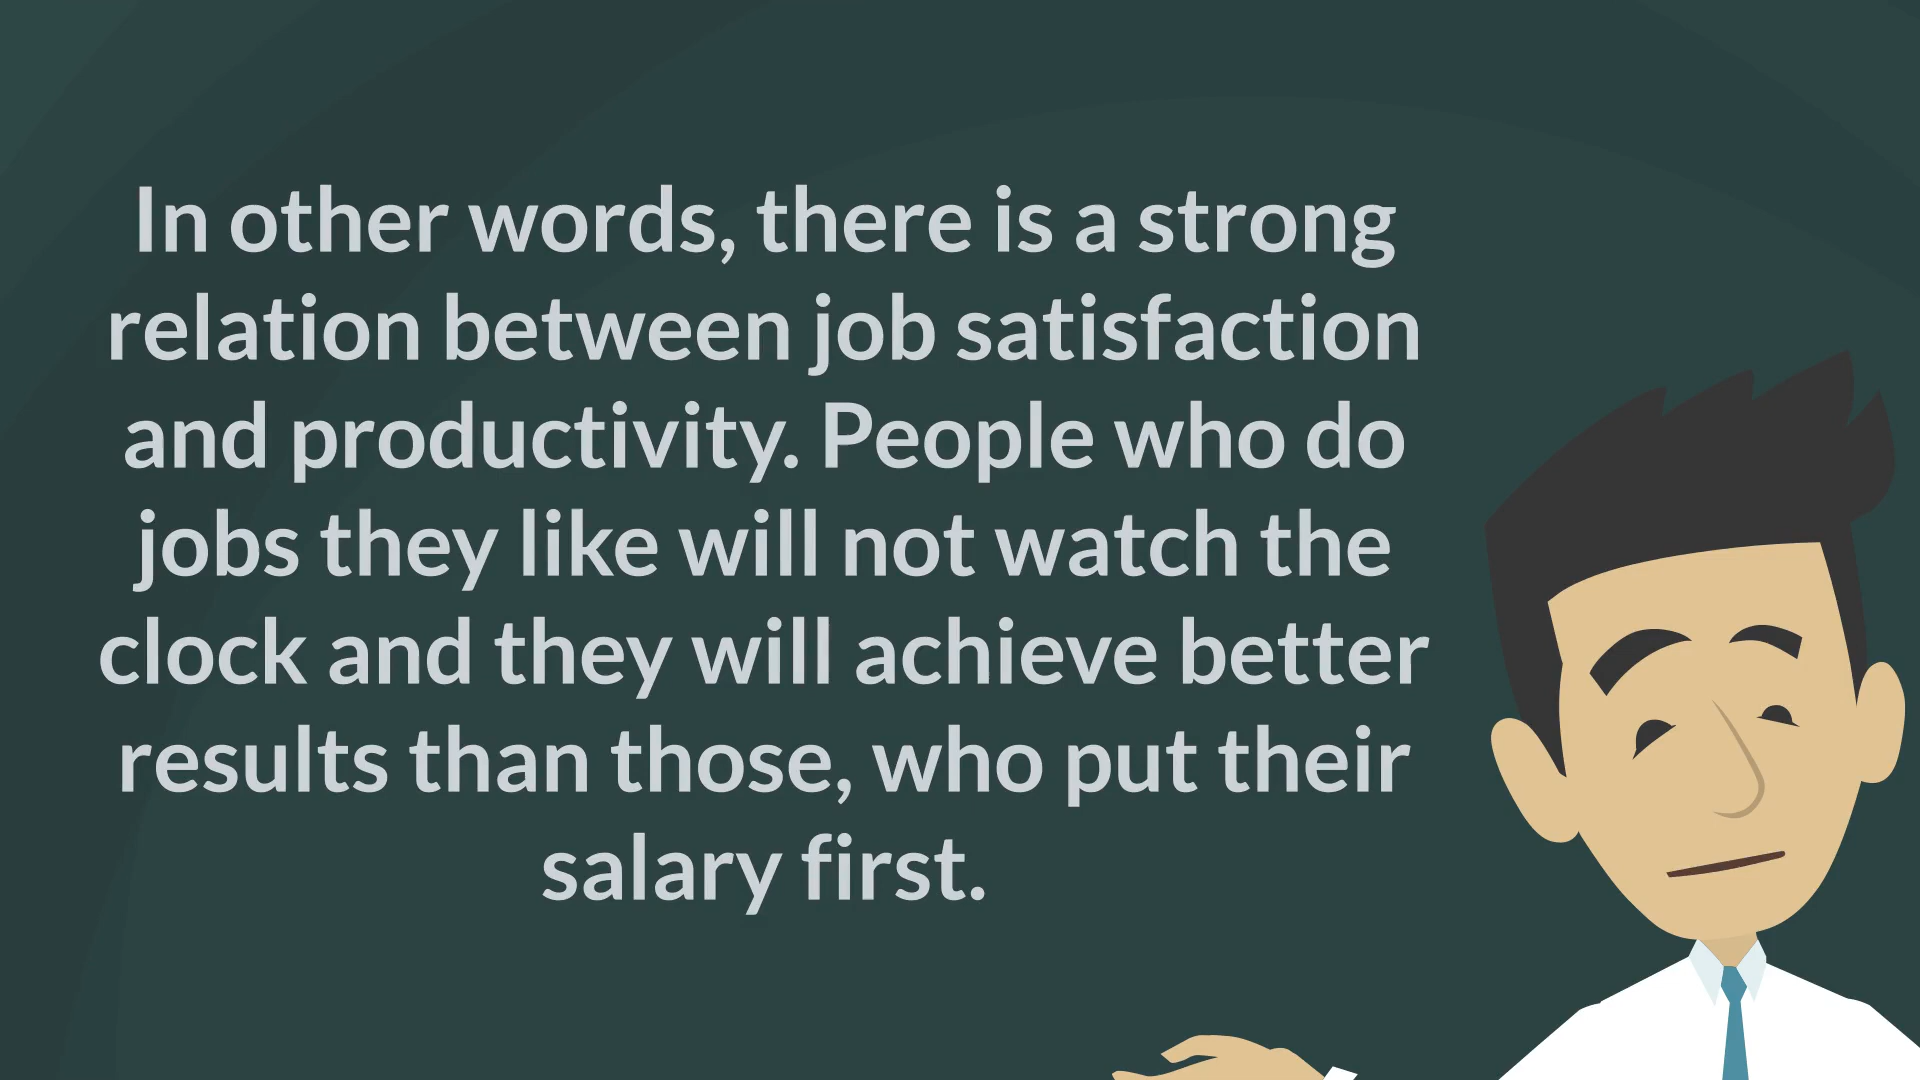 In other words, there is a strong
relation between job satisfaction
and productivity. People who do
jobs they like will not watch the
clock and they will achieve better
results than those, who put their
salary first.